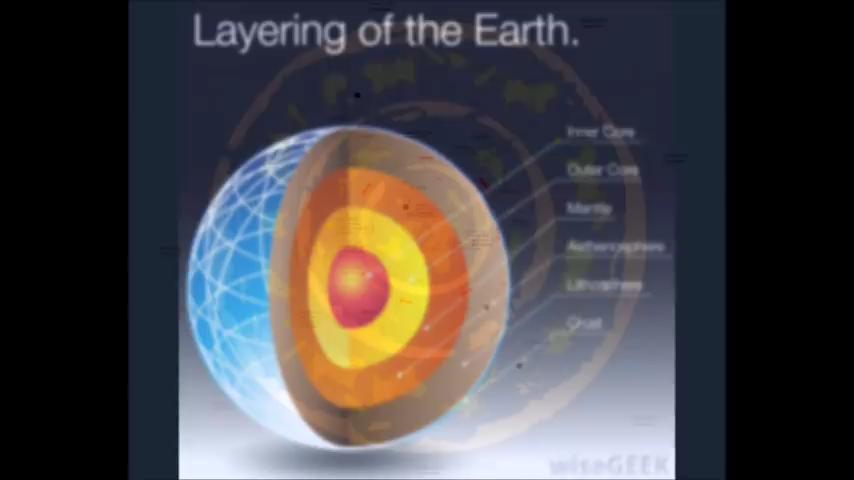 Layering of the Earth.
Inner Core
Outer Core
Mantle
Asthenosphere
Lithosphere
Crust
wiseGEEK